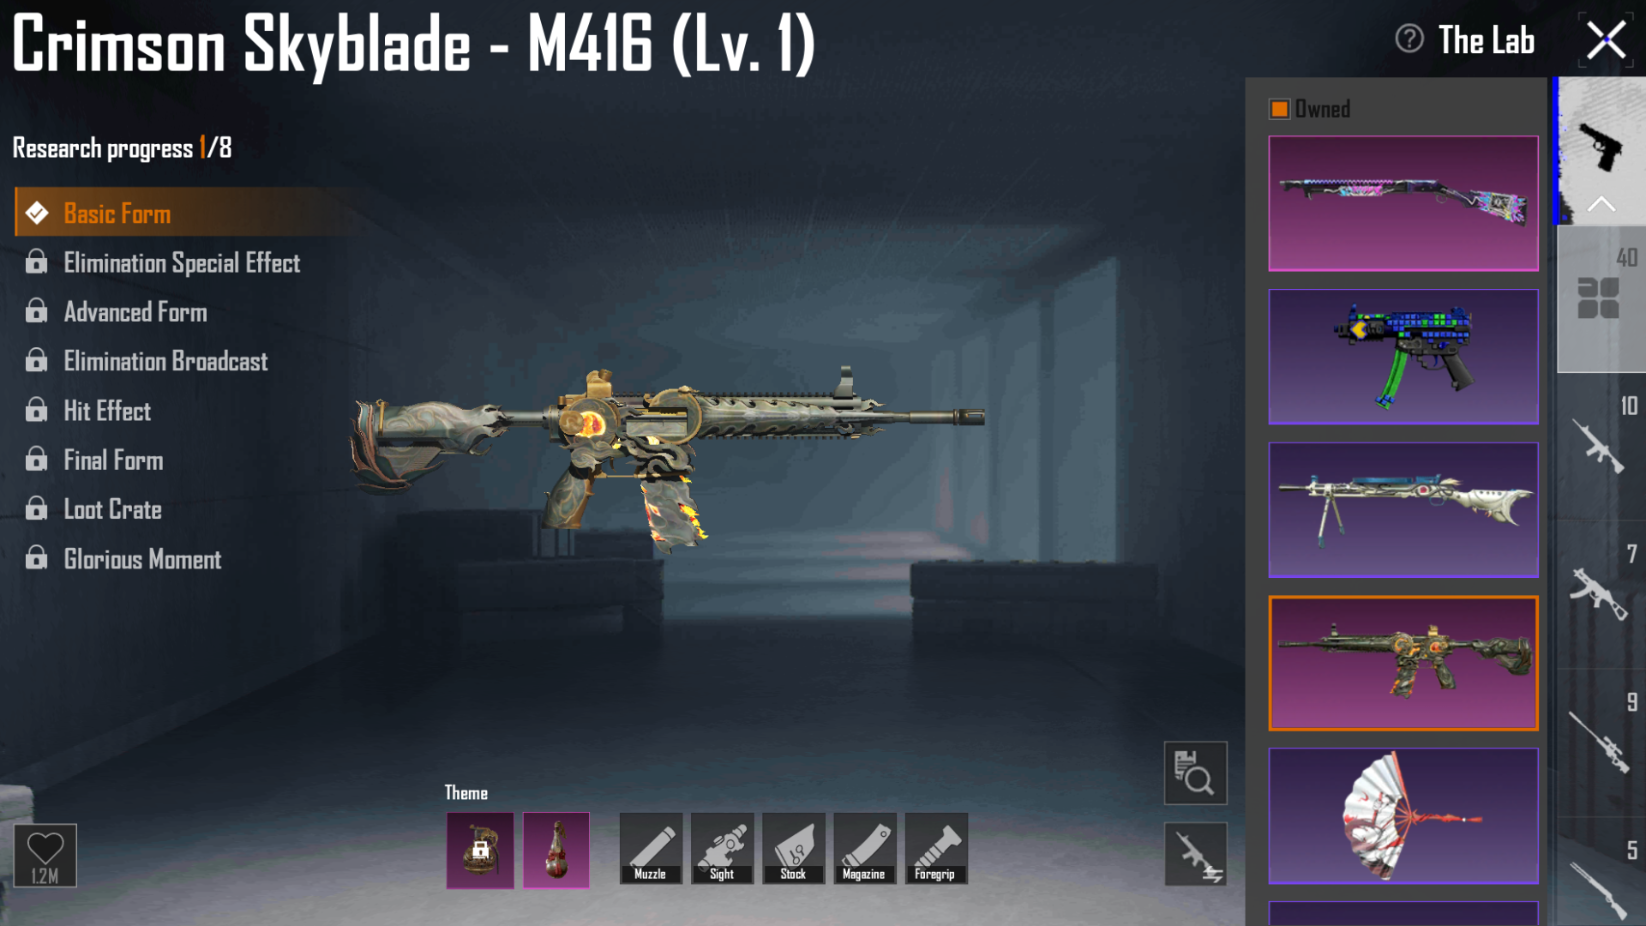 Crimson Skyblade - M416 (Lv. 1)
The Lab
Research progress 1/8
Basic Form
Elimination Special Effect
Advanced Form
Elimination Broadcast
Hit Effect
Final Form
Loot Crate
Glorious Moment
Owned
40
10
7
9
5
Theme
Muzzle
Sight
Stock
Magazine
Foregrip
1.2M